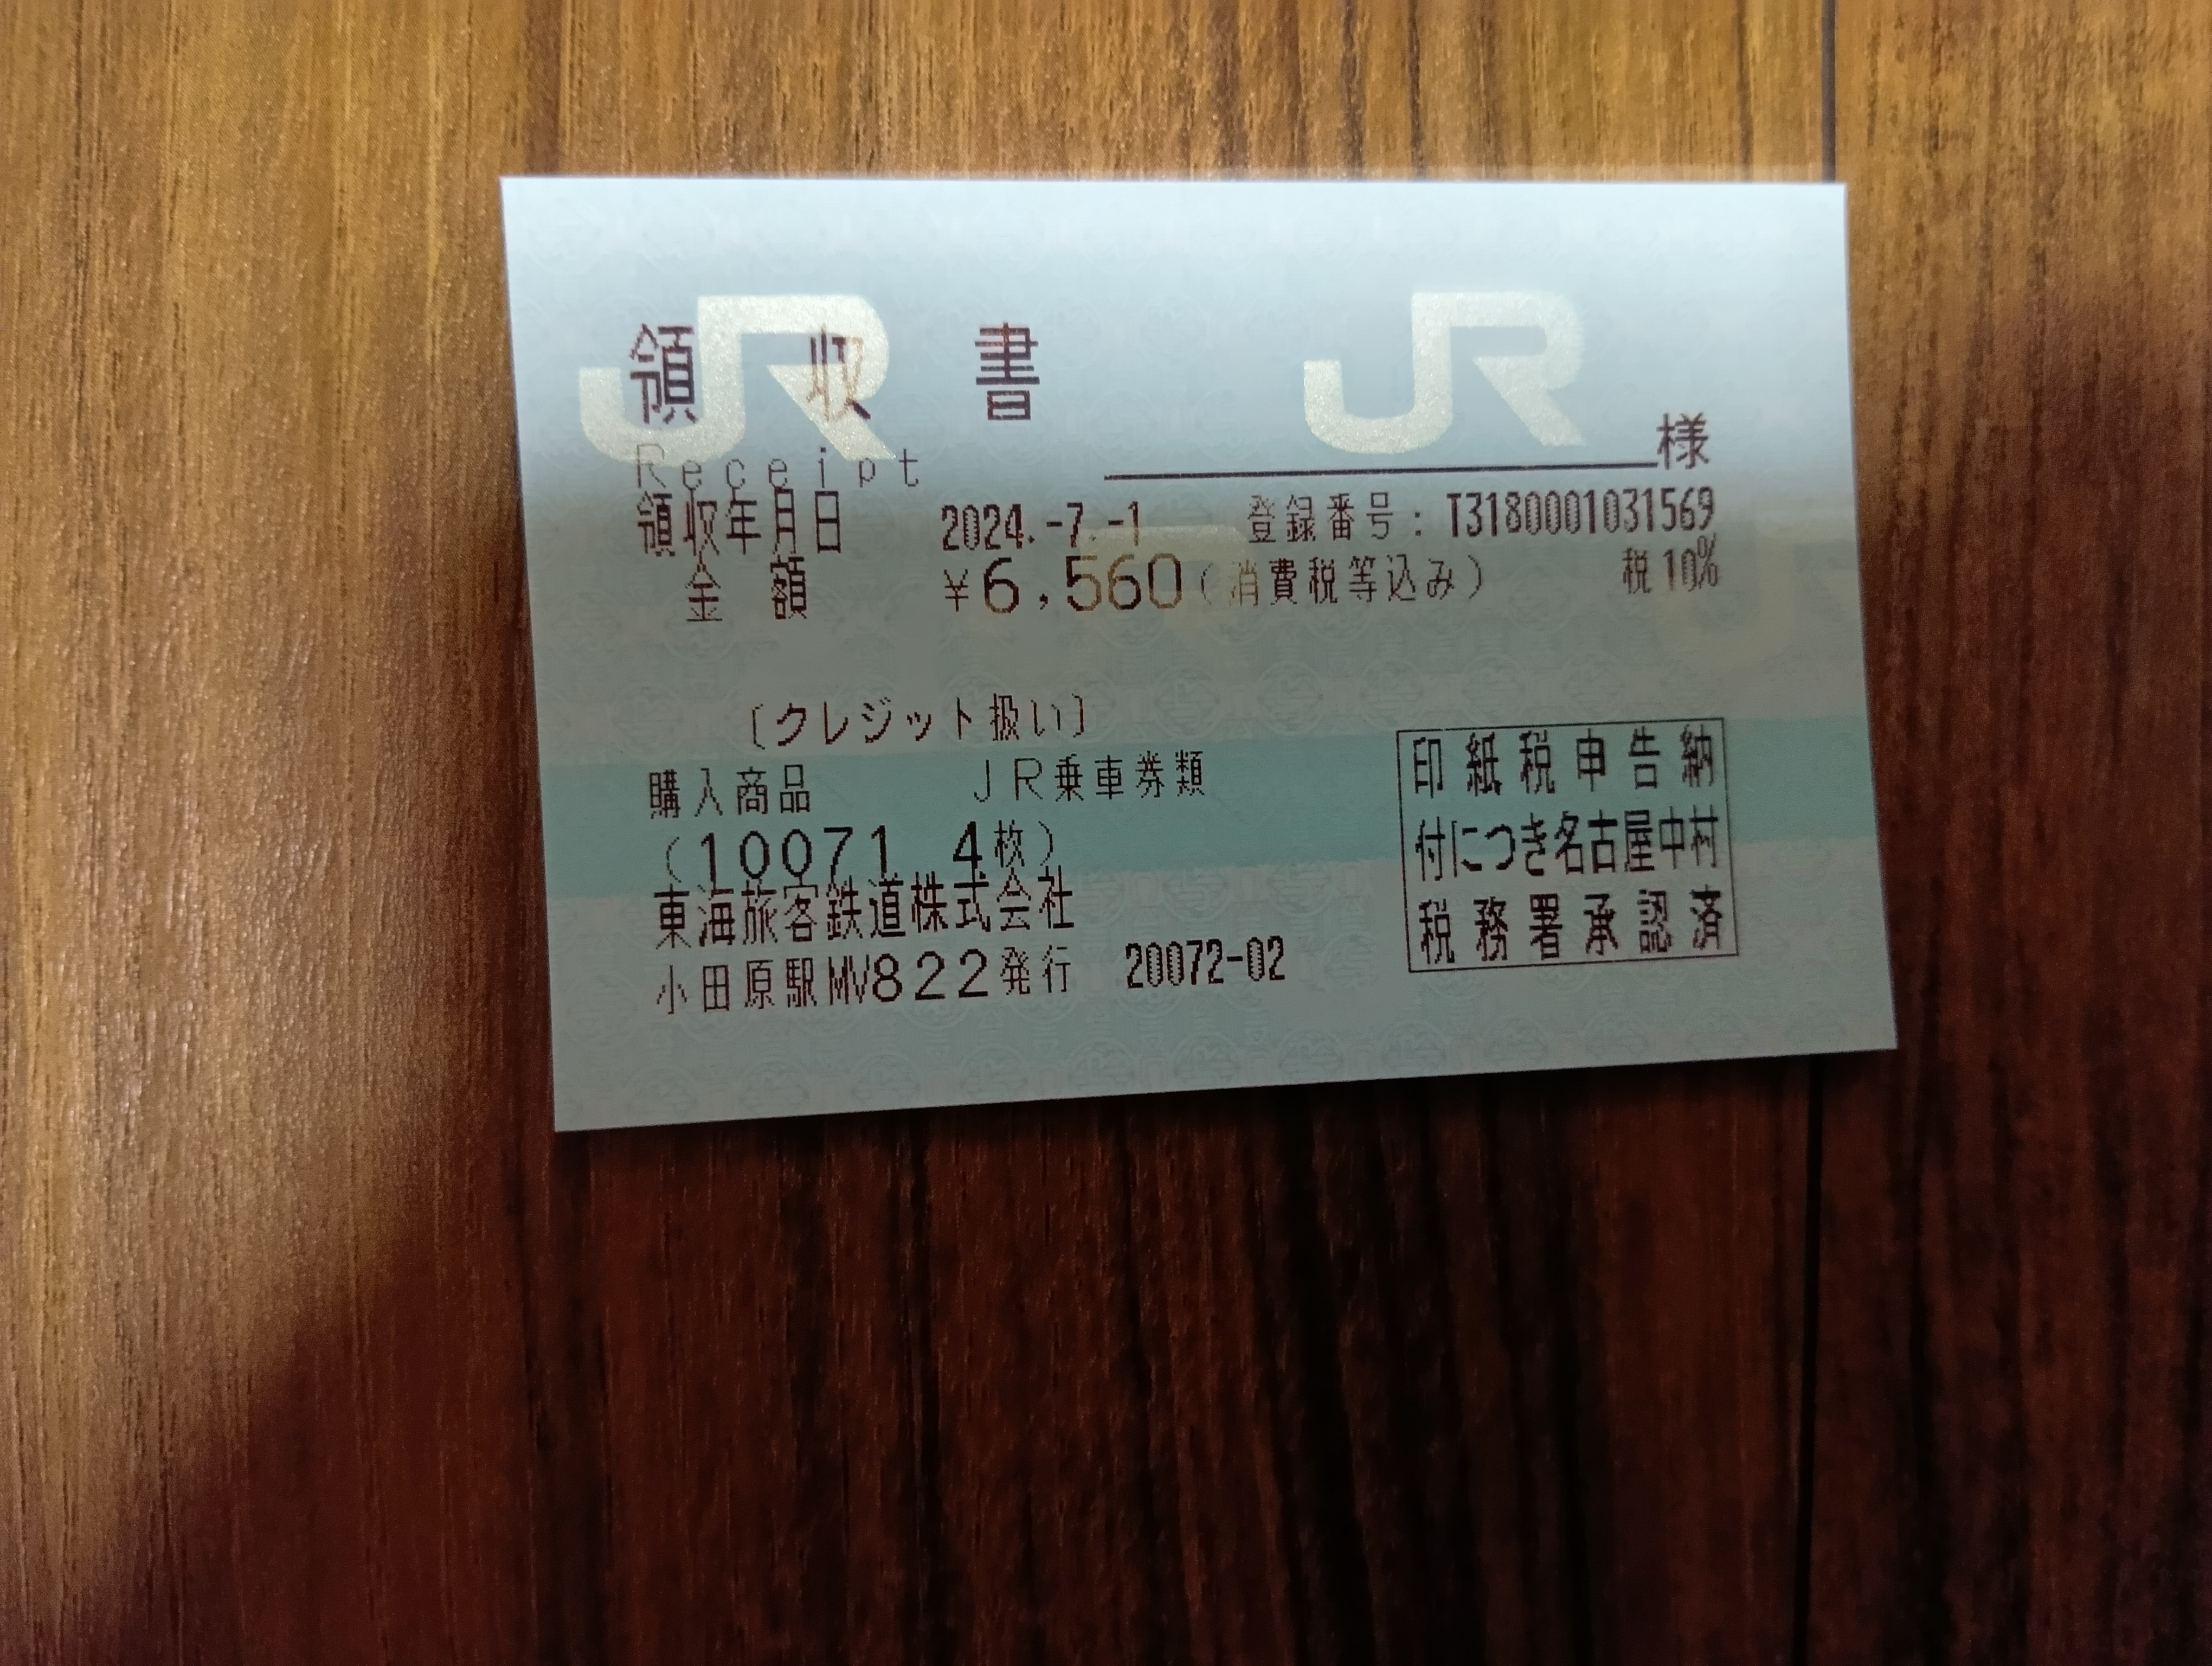 JR JR
領収書
様
Receipt
領収年月日 2024.-7.-1 登録番号：T3180001031569
金額 ¥6,560（消費税等込み） 税10%
〔クレジット扱い〕
購入商品 JR乗車券類
（10071 4枚）
東海旅客鉄道株式会社
小田原駅MV822発行 20072-02
印紙税申告納
付につき名古屋中村
税務署承認済